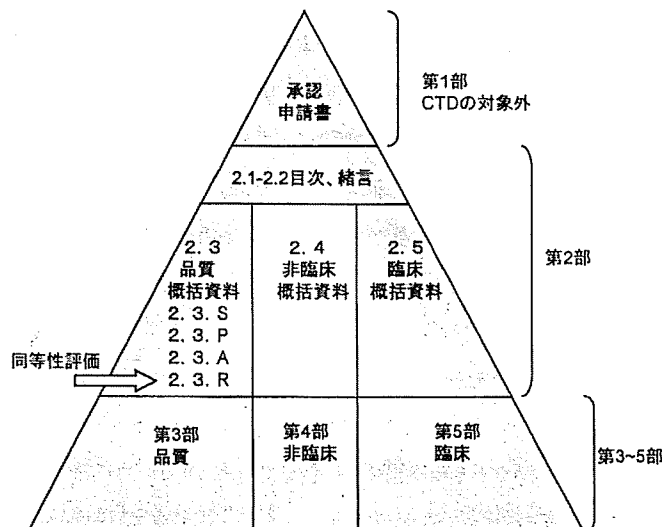 承認
申請書
第1部
CTDの対象外
2.1-2.2目次、緒言
第2部
2.3
品質
概括資料
2.3.S
2.3.P
2.3.A
2.3.R
2.4
非臨床
概括資料
2.5
臨床
概括資料
同等性評価
第3部
品質
第4部
非臨床
第5部
臨床
第3~5部